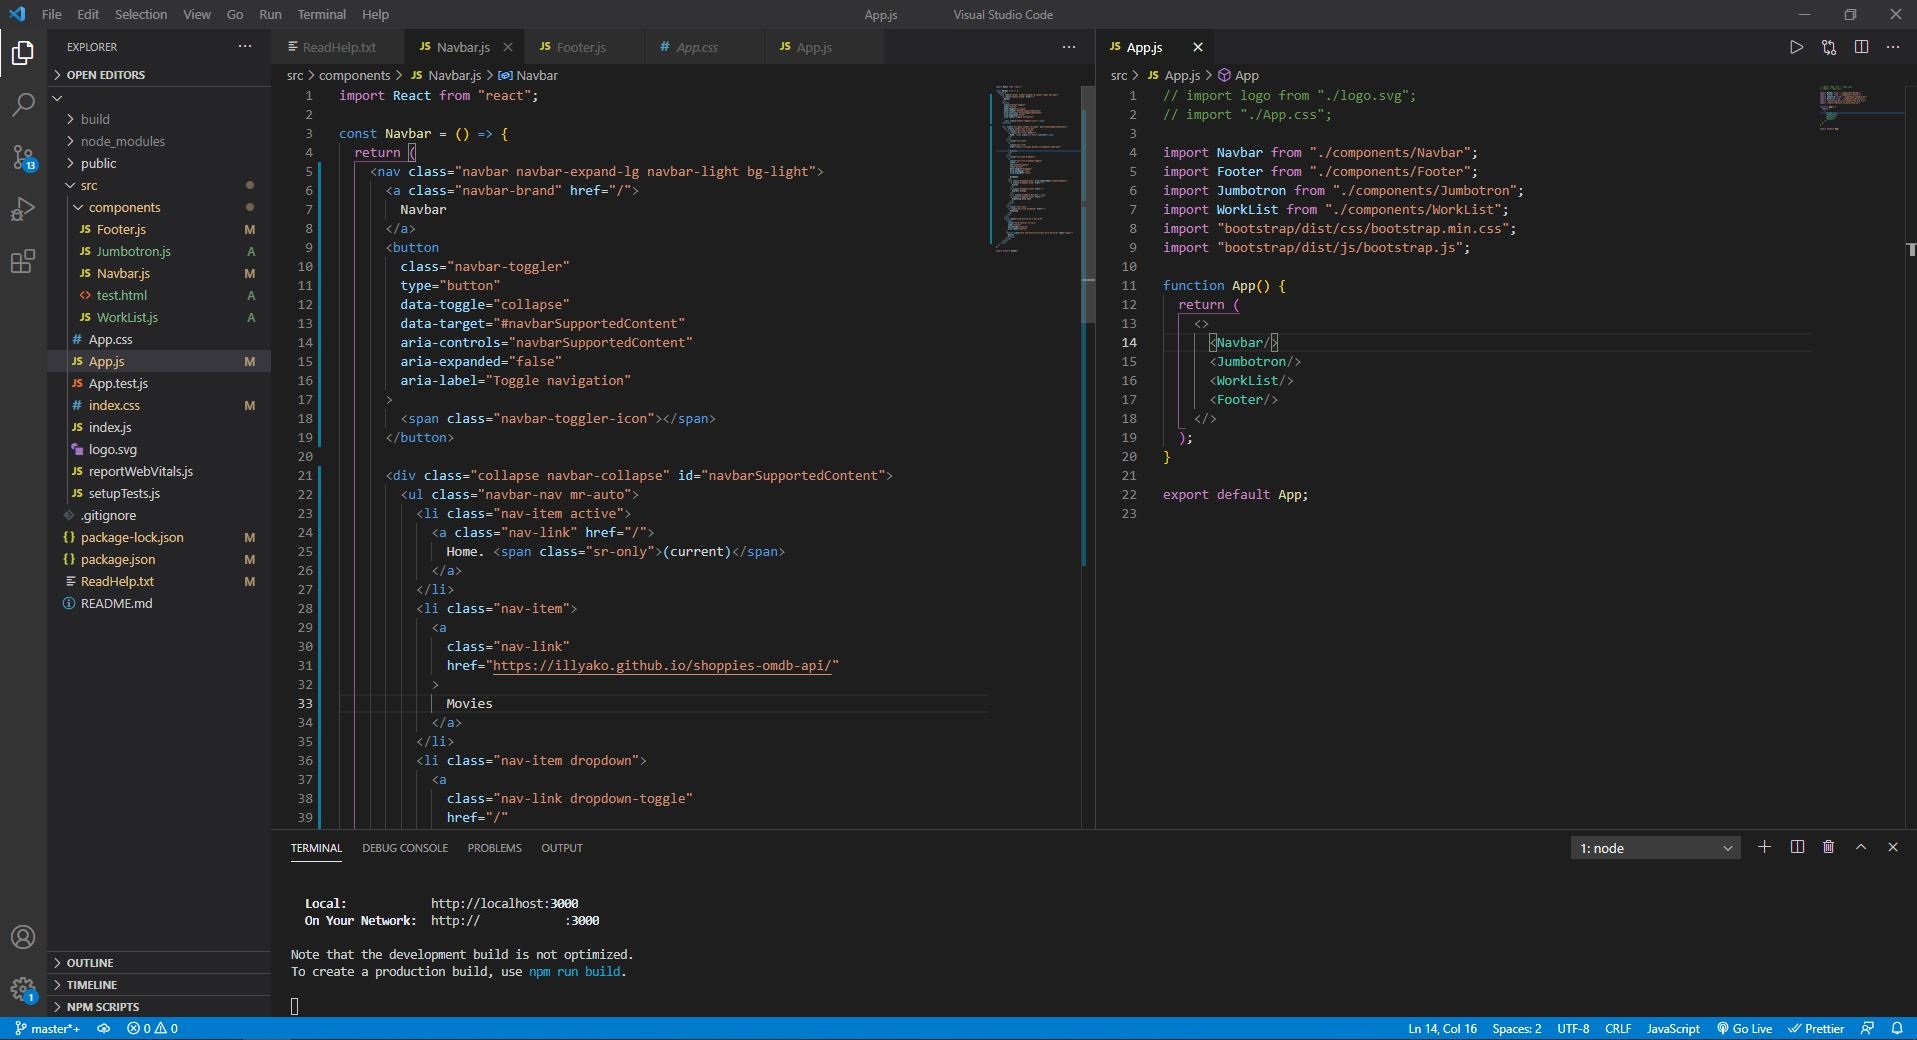 File Edit Selection View Go Run Terminal Help App.js Visual Studio Code
EXPLORER
OPEN EDITORS
build
node_modules
public
src
components
Footer.js M
Jumbotron.js A
Navbar.js M
test.html A
WorkList.js A
App.css
App.js M
App.test.js
index.css M
index.js
logo.svg
reportWebVitals.js
setupTests.js
.gitignore
package-lock.json M
package.json M
ReadHelp.txt M
README.md
OUTLINE
TIMELINE
NPM SCRIPTS
13
1
ReadHelp.txt JS Navbar.js JS Footer.js # App.css JS App.js
src > components > JS Navbar.js > Navbar
1 import React from "react";
2
3 const Navbar = () => {
4 return (
5 <nav class="navbar navbar-expand-lg navbar-light bg-light">
6 <a class="navbar-brand" href="/">
7 Navbar
8 </a>
9 <button
10 class="navbar-toggler"
11 type="button"
12 data-toggle="collapse"
13 data-target="#navbarSupportedContent"
14 aria-controls="navbarSupportedContent"
15 aria-expanded="false"
16 aria-label="Toggle navigation"
17 >
18 <span class="navbar-toggler-icon"></span>
19 </button>
20
21 <div class="collapse navbar-collapse" id="navbarSupportedContent">
22 <ul class="navbar-nav mr-auto">
23 <li class="nav-item active">
24 <a class="nav-link" href="/">
25 Home. <span class="sr-only">(current)</span>
26 </a>
27 </li>
28 <li class="nav-item">
29 <a
30 class="nav-link"
31 href="https://illyako.github.io/shoppies-omdb-api/"
32 >
33 Movies
34 </a>
35 </li>
36 <li class="nav-item dropdown">
37 <a
38 class="nav-link dropdown-toggle"
39 href="/"
JS App.js
src > JS App.js > App
1 // import logo from "./logo.svg";
2 // import "./App.css";
3
4 import Navbar from "./components/Navbar";
5 import Footer from "./components/Footer";
6 import Jumbotron from "./components/Jumbotron";
7 import WorkList from "./components/WorkList";
8 import "bootstrap/dist/css/bootstrap.min.css";
9 import "bootstrap/dist/js/bootstrap.js";
10
11 function App() {
12 return (
13 <>
14 <Navbar/>
15 <Jumbotron/>
16 <WorkList/>
17 <Footer/>
18 </>
19 );
20 }
21
22 export default App;
23
TERMINAL DEBUG CONSOLE PROBLEMS OUTPUT 1: node
Local: http://localhost:3000
On Your Network: http:// :3000
Note that the development build is not optimized.
To create a production build, use npm run build.
master*+ 0 0 Ln 14, Col 16 Spaces: 2 UTF-8 CRLF JavaScript Go Live Prettier